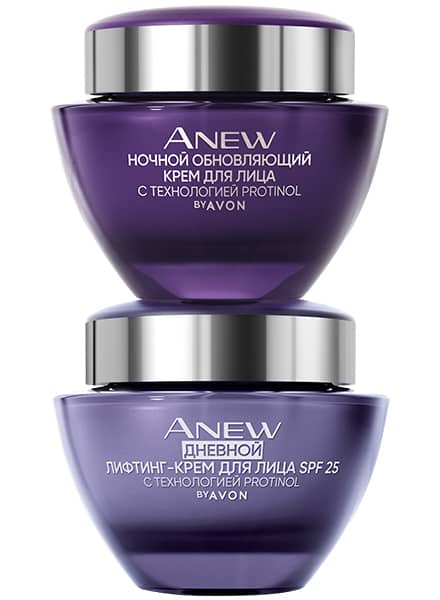 ANEW
НОЧНОЙ ОБНОВЛЯЮЩИЙ
КРЕМ ДЛЯ ЛИЦА
С ТЕХНОЛОГИЕЙ PROTINOL
BY AVON
ANEW
ДНЕВНОЙ
ЛИФТИНГ-КРЕМ ДЛЯ ЛИЦА SPF 25
С ТЕХНОЛОГИЕЙ PROTINOL
BY AVON